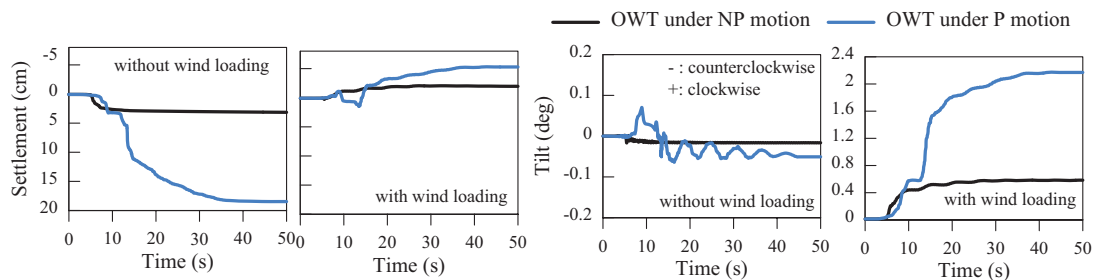 OWT under NP motion OWT under P motion
-5
0
5
10
15
20
Settlement (cm)
without wind loading
0 10 20 30 40 50
Time (s)
with wind loading
0 10 20 30 40 50
Time (s)
0.2
0.1
0
-0.1
-0.2
Tilt (deg)
- : counterclockwise
+: clockwise
without wind loading
0 10 20 30 40 50
Time (s)
2.4
2
1.6
1.2
0.8
0.4
0
with wind loading
0 10 20 30 40 50
Time (s)